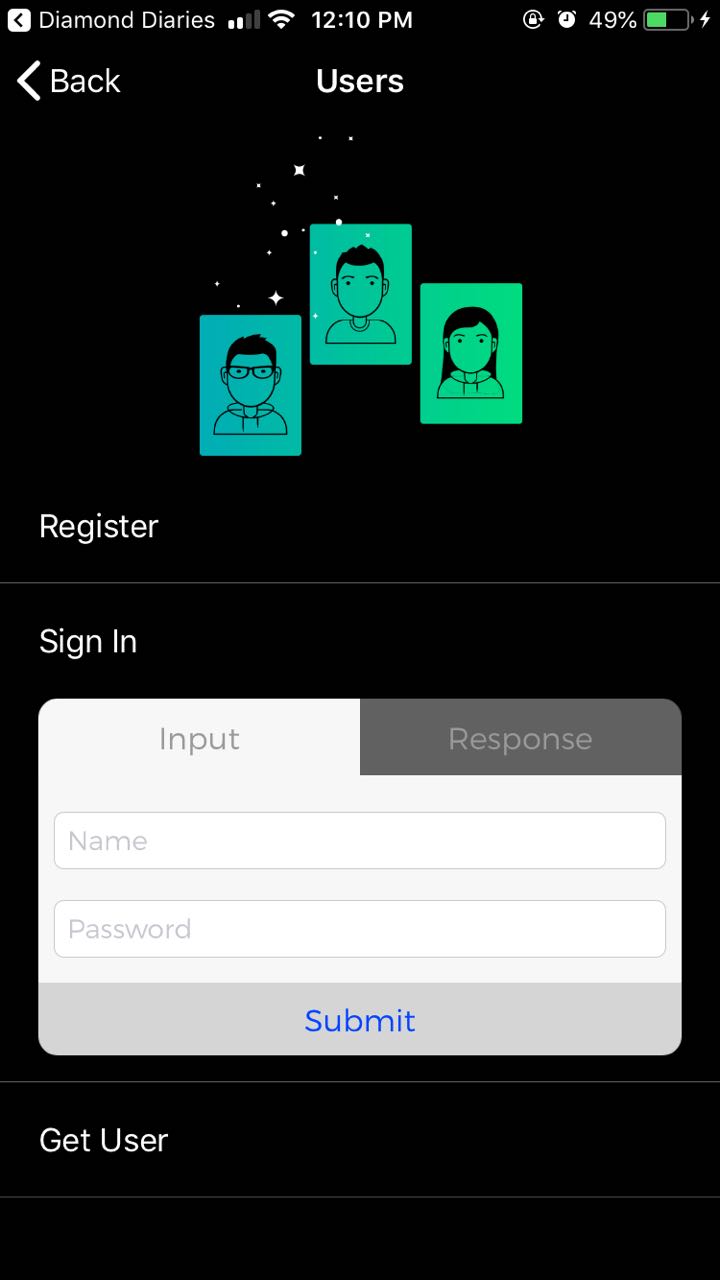 Diamond Diaries 12:10 PM 49%
Back Users
Register
Sign In
Input Response
Name
Password
Submit
Get User